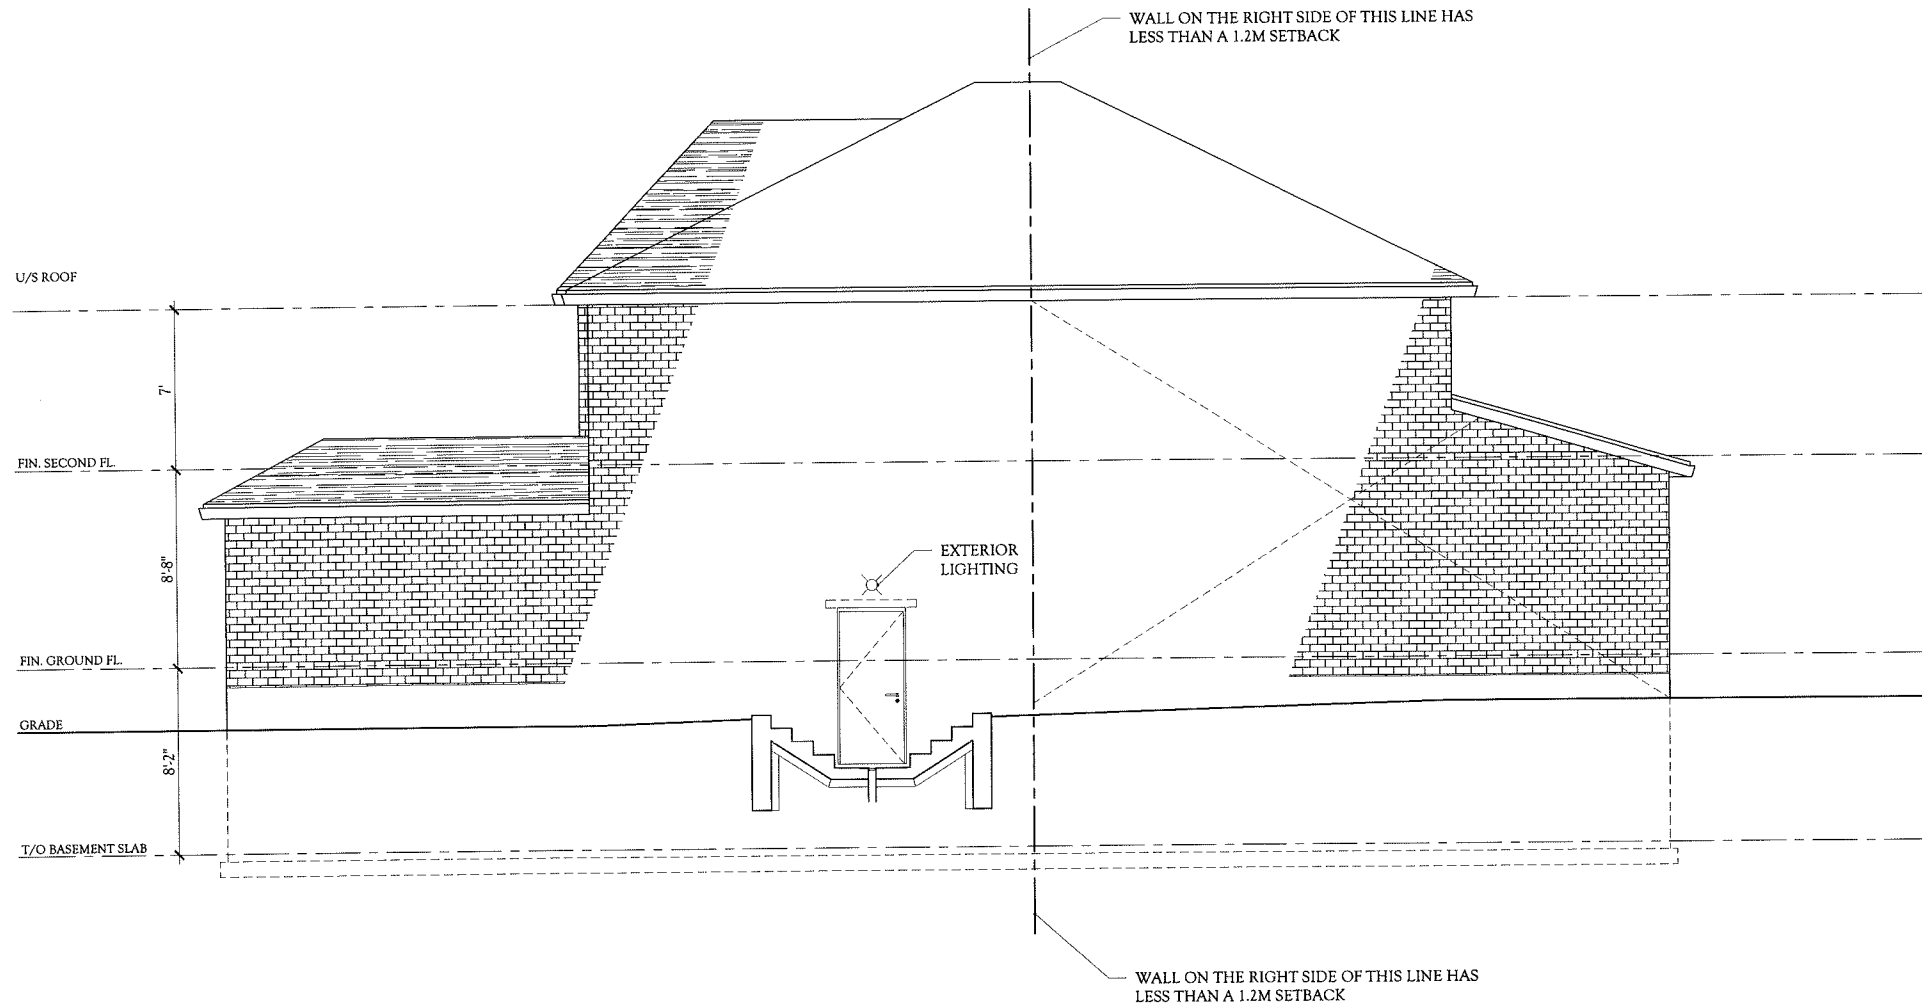 WALL ON THE RIGHT SIDE OF THIS LINE HAS
LESS THAN A 1.2M SETBACK
U/S ROOF
7'
FIN. SECOND FL.
8'-8"
EXTERIOR
LIGHTING
FIN. GROUND FL.
GRADE
8'-2"
T/O BASEMENT SLAB
WALL ON THE RIGHT SIDE OF THIS LINE HAS
LESS THAN A 1.2M SETBACK